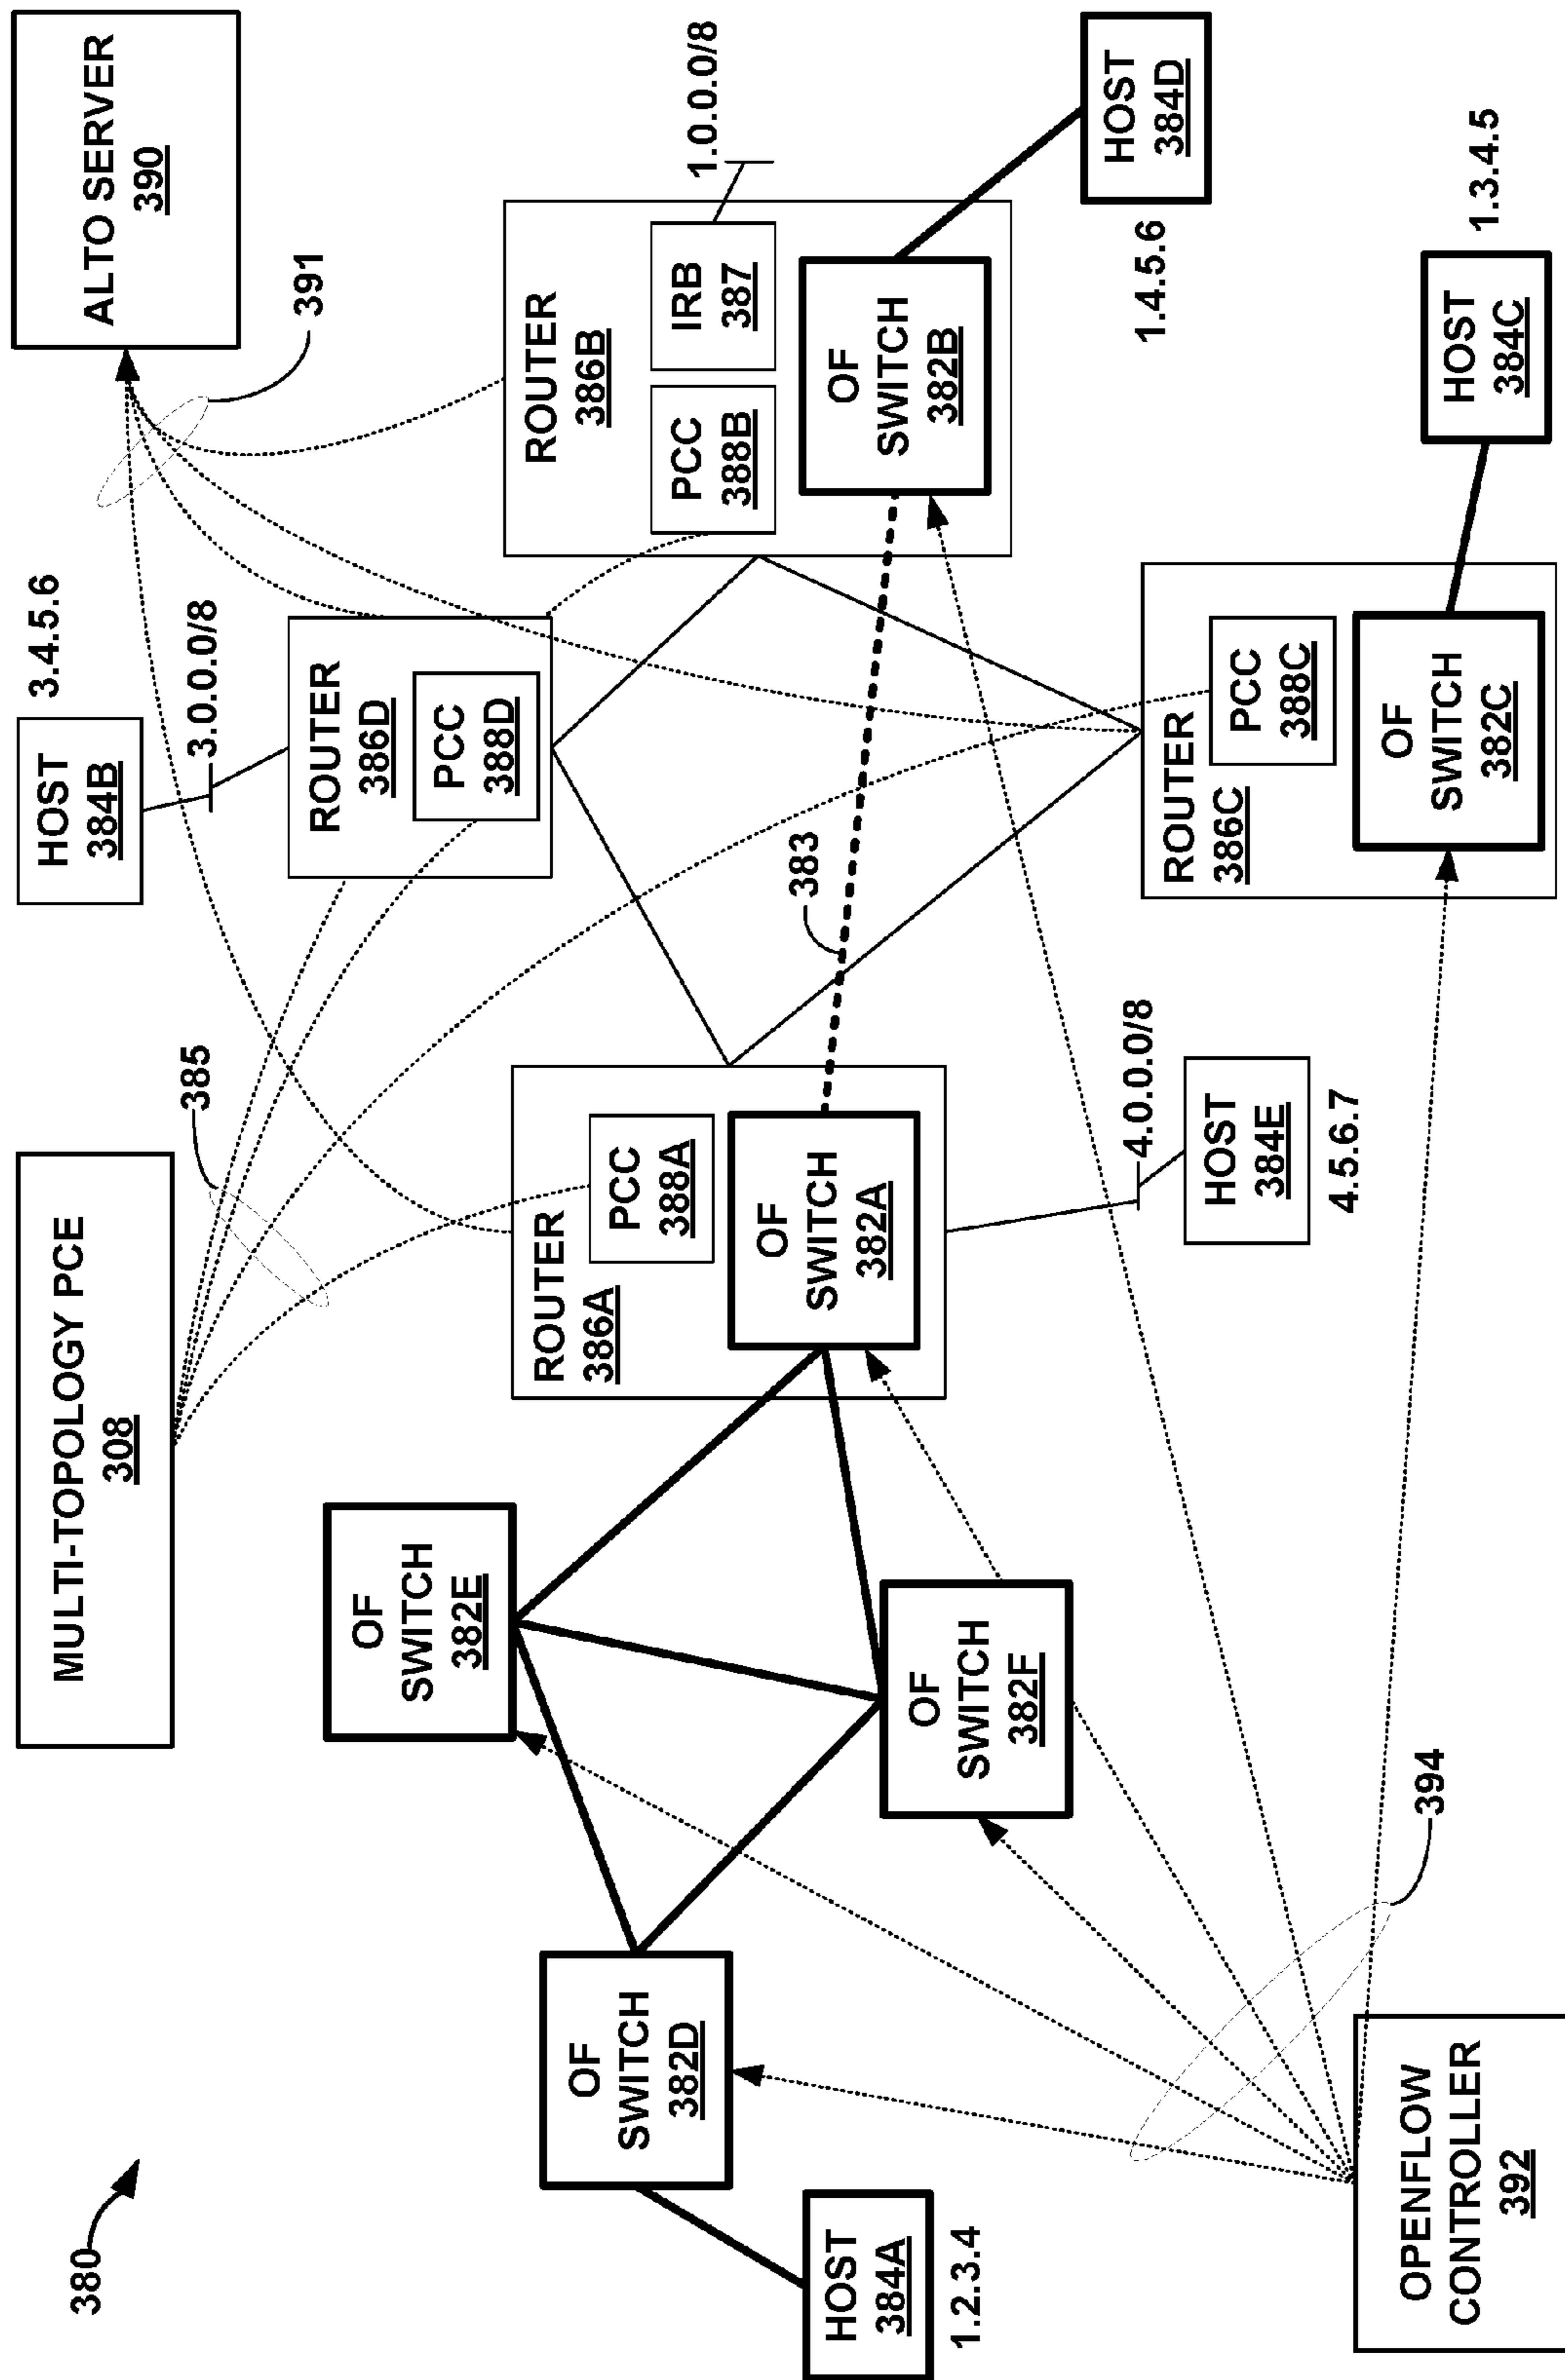 380
MULTI-TOPOLOGY PCE
308
385
HOST
384B
3.4.5.6
3.0.0.0/8
ALTO SERVER
390
391
ROUTER
386D
PCC
388D
ROUTER
386B
PCC
388B
IRB
387
1.0.0.0/8
OF
SWITCH
382B
HOST
384D
1.4.5.6
OF
SWITCH
382E
ROUTER
386A
PCC
388A
OF
SWITCH
382A
383
4.0.0.0/8
HOST
384E
4.5.6.7
OF
SWITCH
382D
OF
SWITCH
382F
HOST
384A
1.2.3.4
ROUTER
386C
PCC
388C
OF
SWITCH
382C
HOST
384C
1.3.4.5
394
OPENFLOW
CONTROLLER
392